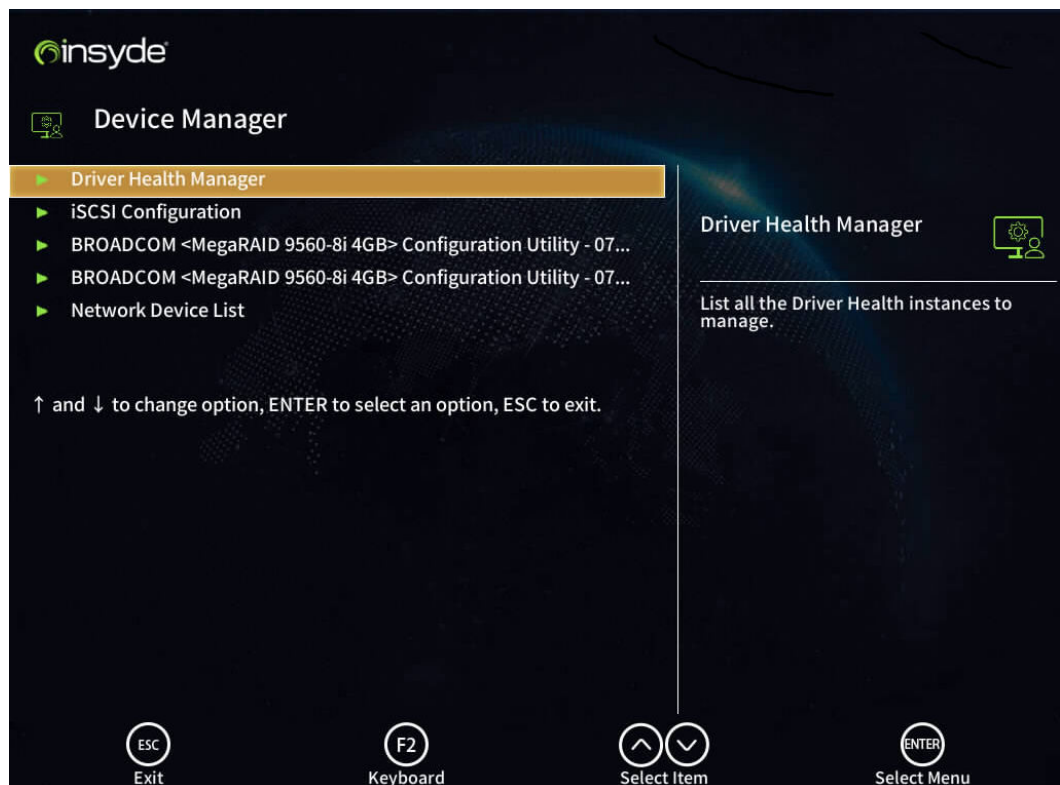 insyde
Device Manager
Driver Health Manager
iSCSI Configuration
BROADCOM <MegaRAID 9560-8i 4GB> Configuration Utility - 07...
BROADCOM <MegaRAID 9560-8i 4GB> Configuration Utility - 07...
Network Device List
↑ and ↓ to change option, ENTER to select an option, ESC to exit.
Driver Health Manager
List all the Driver Health instances to
manage.
ESC
Exit
F2
Keyboard
Select Item
ENTER
Select Menu